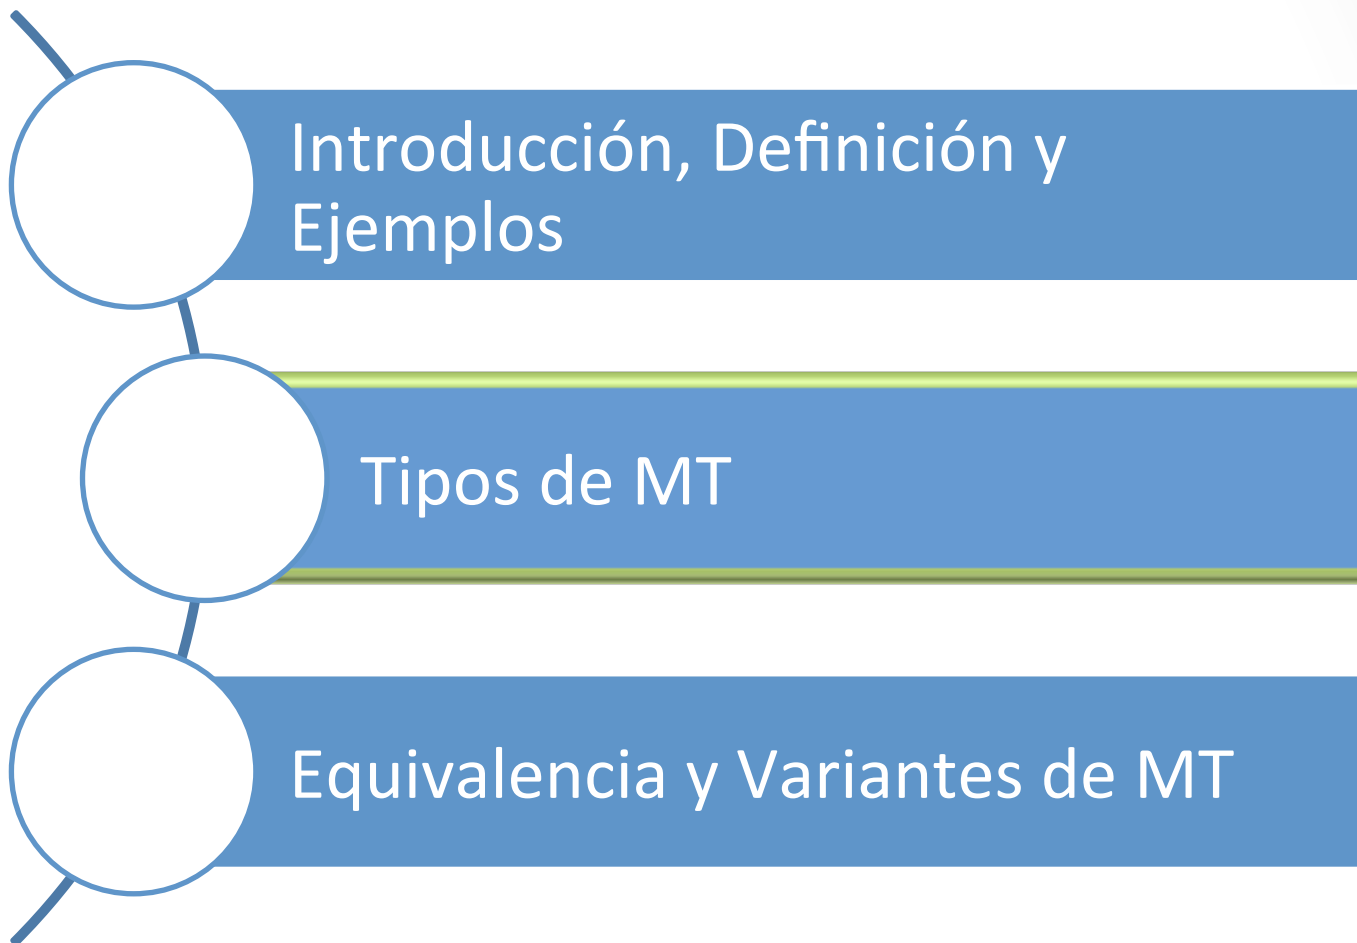 Introducción, Definición y
Ejemplos
Tipos de MT
Equivalencia y Variantes de MT